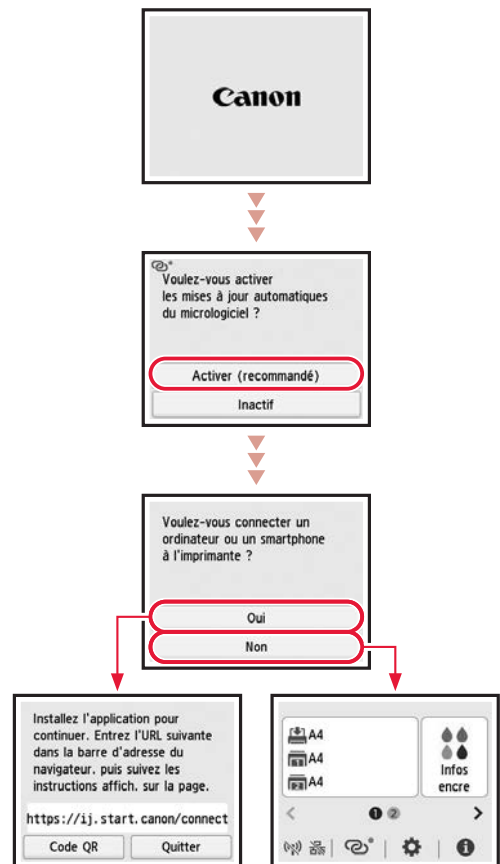 Canon
Voulez-vous activer
les mises à jour automatiques
du micrologiciel ?
Activer (recommandé)
Inactif
Voulez-vous connecter un
ordinateur ou un smartphone
à l'imprimante ?
Oui
Non
Installez l'application pour
continuer. Entrez l'URL suivante
dans la barre d'adresse du
navigateur. puis suivez les
instructions affich. sur la page.
https://ij.start.canon/connect
Code QR
Quitter
A4
1 A4
2 A4
Infos
encre
1 2